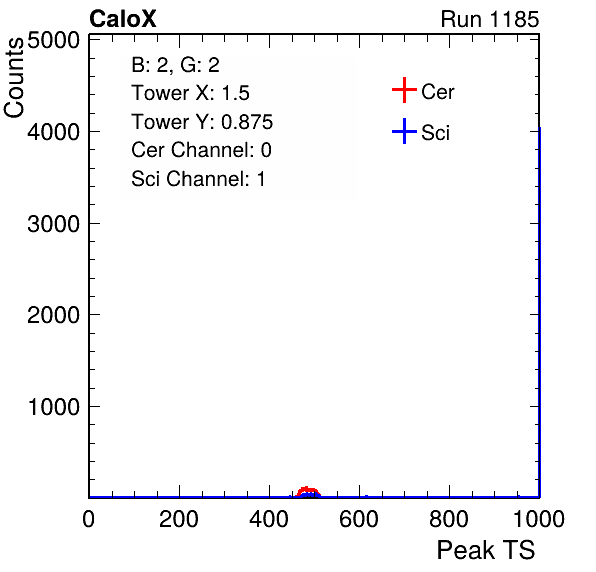 CaloX
Run 1185
Counts
5000
4000
3000
2000
1000
B: 2, G: 2
Tower X: 1.5
Tower Y: 0.875
Cer Channel: 0
Sci Channel: 1
Cer
Sci
0 200 400 600 800 1000
Peak TS